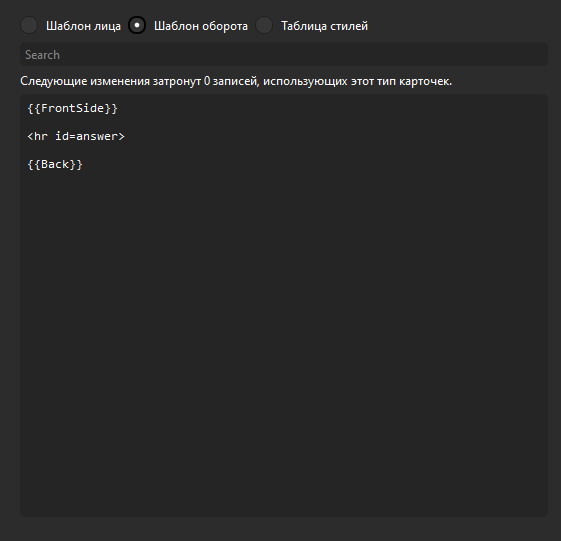 Шаблон лица Шаблон оборота Таблица стилей
Search
Следующие изменения затронут 0 записей, использующих этот тип карточек.
{{FrontSide}}
<hr id=answer>
{{Back}}